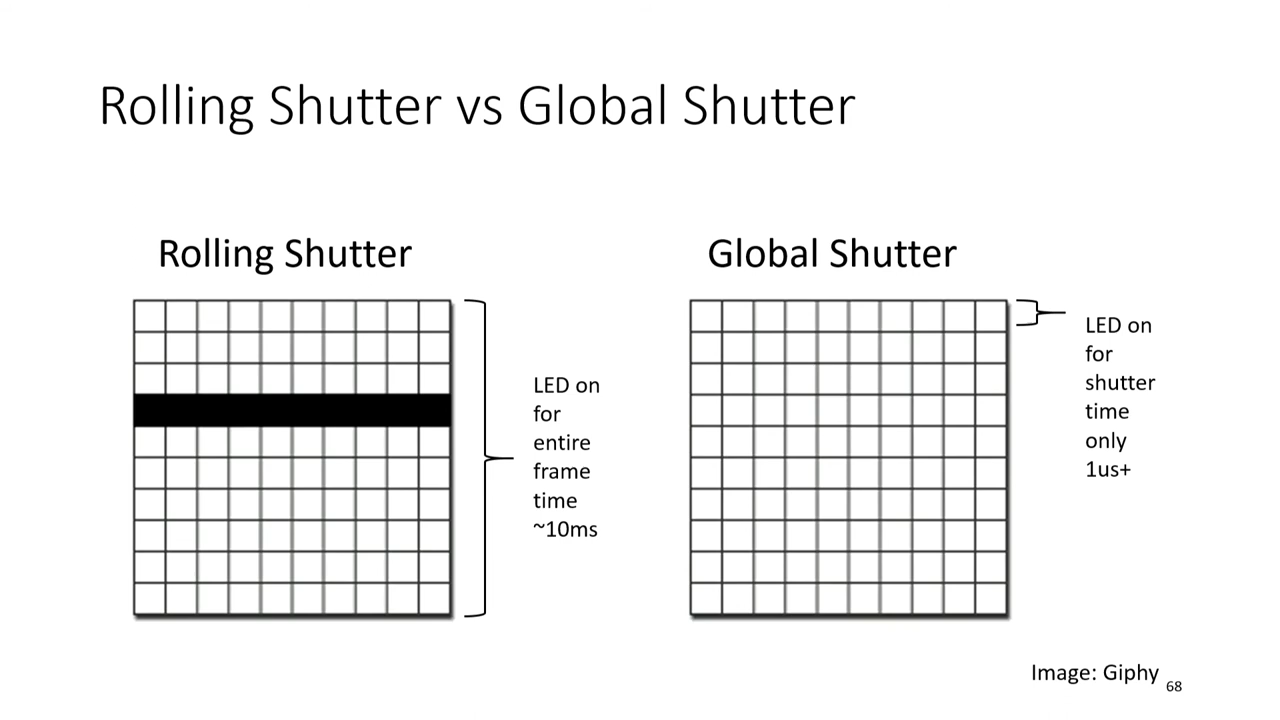 Rolling Shutter vs Global Shutter
Rolling Shutter
LED on
for
entire
frame
time
~10ms
Global Shutter
LED on
for
shutter
time
only
1us+
Image: Giphy
68